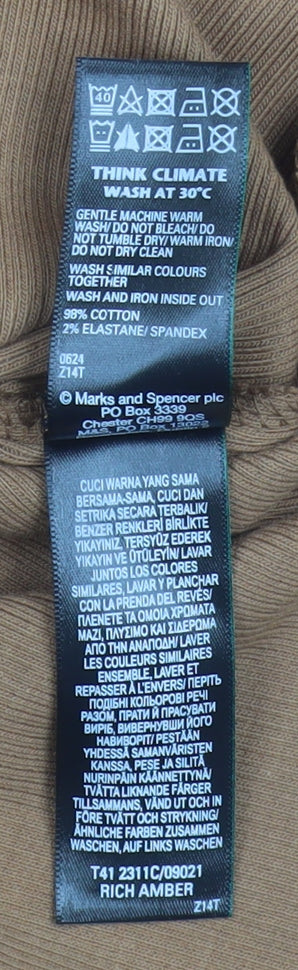 40
THINK CLIMATE
WASH AT 30°C
GENTLE MACHINE WARM
WASH/ DO NOT BLEACH/ DO
NOT TUMBLE DRY/ WARM IRON/
DO NOT DRY CLEAN
WASH SIMILAR COLOURS
TOGETHER
WASH AND IRON INSIDE OUT
98% COTTON
2% ELASTANE/ SPANDEX
0624
Z14T
© Marks and Spencer plc
PO Box 3339
Chester CH99 9QS
M&S, PO Box 13022
CUCI WARNA YANG SAMA
BERSAMA-SAMA, CUCI DAN
SETRIKA SECARA TERBALIK/
BENZER RENKLERİ BİRLİKTE
YIKAYINIZ, TERSYÜZ EDEREK
YIKAYIN VE ÜTÜLEYİN/ LAVAR
JUNTOS LOS COLORES
SIMILARES, LAVAR Y PLANCHAR
CON LA PRENDA DEL REVÉS/
ΠΛΕΝΕΤΕ ΤΑ ΟΜΟΙΑ ΧΡΩΜΑΤΑ
ΜΑΖΙ, ΠΛΥΣΙΜΟ ΚΑΙ ΣΙΔΕΡΩΜΑ
ΑΠΟ ΤΗΝ ΑΝΑΠΟΔΗ/ LAVER
LES COULEURS SIMILAIRES
ENSEMBLE, LAVER ET
REPASSER À L'ENVERS/ ПЕРІТЬ
ПОДІБНІ КОЛЬОРОВІ РЕЧІ
РАЗОМ, ПРАТИ Й ПРАСУВАТИ
ВИРІБ, ВИВЕРНУВШИ ЙОГО
НАВИВОРІТ/ PESTÄÄN
YHDESSÄ SAMANVÄRISTEN
KANSSA, PESE JA SILITÄ
NURINPÄIN KÄÄNNETTYNÄ/
TVÄTTA LIKNANDE FÄRGER
TILLSAMMANS, VÄND UT OCH IN
FÖRE TVÄTT OCH STRYKNING/
ÄHNLICHE FARBEN ZUSAMMEN
WASCHEN, AUF LINKS WASCHEN
T41 2311C/09021
RICH AMBER
Z14T